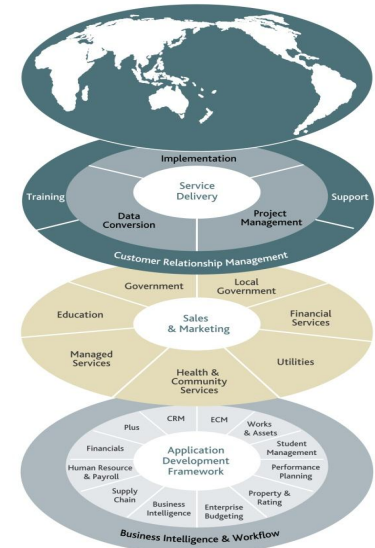 Implementation
Training
Service
Delivery
Support
Data
Conversion
Project
Management
Customer Relationship Management
Government
Local
Government
Education
Sales
& Marketing
Financial
Services
Managed
Services
Health &
Community
Services
Utilities
Plus
CRM
ECM
Works
& Assets
Financials
Application
Development
Framework
Student
Management
Human Resource
& Payroll
Performance
Planning
Supply
Chain
Business
Intelligence
Enterprise
Budgeting
Property &
Rating
Business Intelligence & Workflow